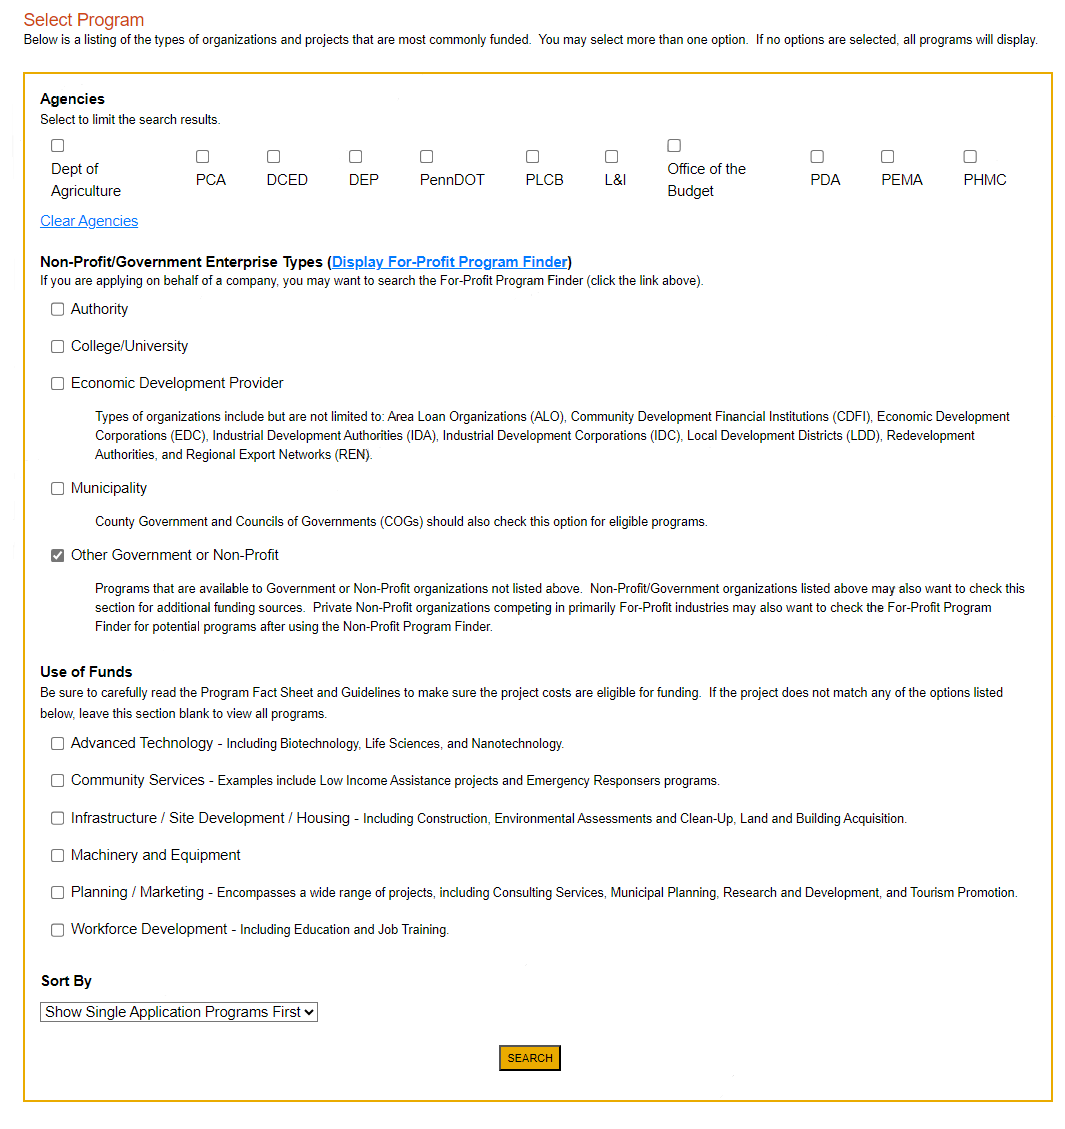 Select Program
Below is a listing of the types of organizations and projects that are most commonly funded.  You may select more than one option.  If no options are selected, all programs will display.
Agencies
Select to limit the search results.
Dept of
Agriculture
PCA
DCED
DEP
PennDOT
PLCB
L&I
Office of the
Budget
PDA
PEMA
PHMC
Clear Agencies
Non-Profit/Government Enterprise Types (Display For-Profit Program Finder)
If you are applying on behalf of a company, you may want to search the For-Profit Program Finder (click the link above).
Authority
College/University
Economic Development Provider
Types of organizations include but are not limited to: Area Loan Organizations (ALO), Community Development Financial Institutions (CDFI), Economic Development
Corporations (EDC), Industrial Development Authorities (IDA), Industrial Development Corporations (IDC), Local Development Districts (LDD), Redevelopment
Authorities, and Regional Export Networks (REN).
Municipality
County Government and Councils of Governments (COGs) should also check this option for eligible programs.
Other Government or Non-Profit
Programs that are available to Government or Non-Profit organizations not listed above.  Non-Profit/Government organizations listed above may also want to check this
section for additional funding sources.  Private Non-Profit organizations competing in primarily For-Profit industries may also want to check the For-Profit Program
Finder for potential programs after using the Non-Profit Program Finder.
Use of Funds
Be sure to carefully read the Program Fact Sheet and Guidelines to make sure the project costs are eligible for funding.  If the project does not match any of the options listed
below, leave this section blank to view all programs.
Advanced Technology - Including Biotechnology, Life Sciences, and Nanotechnology.
Community Services - Examples include Low Income Assistance projects and Emergency Responsers programs.
Infrastructure / Site Development / Housing - Including Construction, Environmental Assessments and Clean-Up, Land and Building Acquisition.
Machinery and Equipment
Planning / Marketing - Encompasses a wide range of projects, including Consulting Services, Municipal Planning, Research and Development, and Tourism Promotion.
Workforce Development - Including Education and Job Training.
Sort By
Show Single Application Programs First
SEARCH